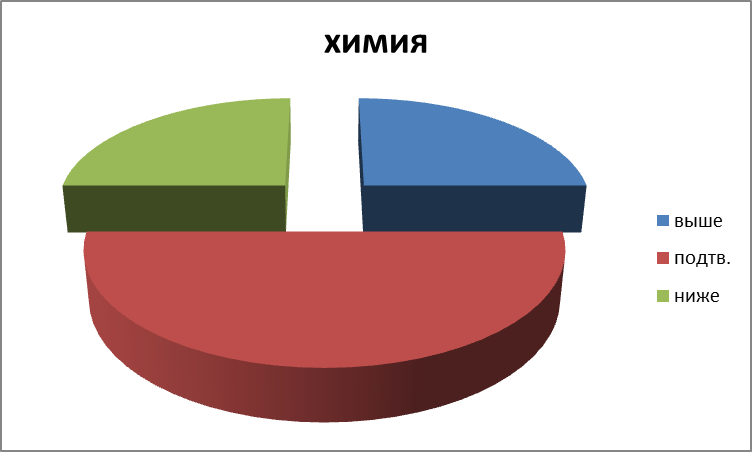 химия
выше
подтв.
ниже